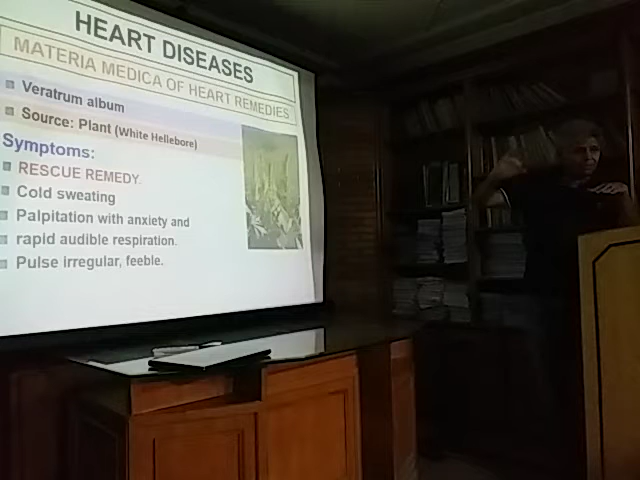 HEART DISEASES
MATERIA MEDICA OF HEART REMEDIES
Veratrum album
Source: Plant (White Hellebore)
Symptoms:
RESCUE REMEDY.
Cold sweating
Palpitation with anxiety and
rapid audible respiration.
Pulse irregular, feeble.